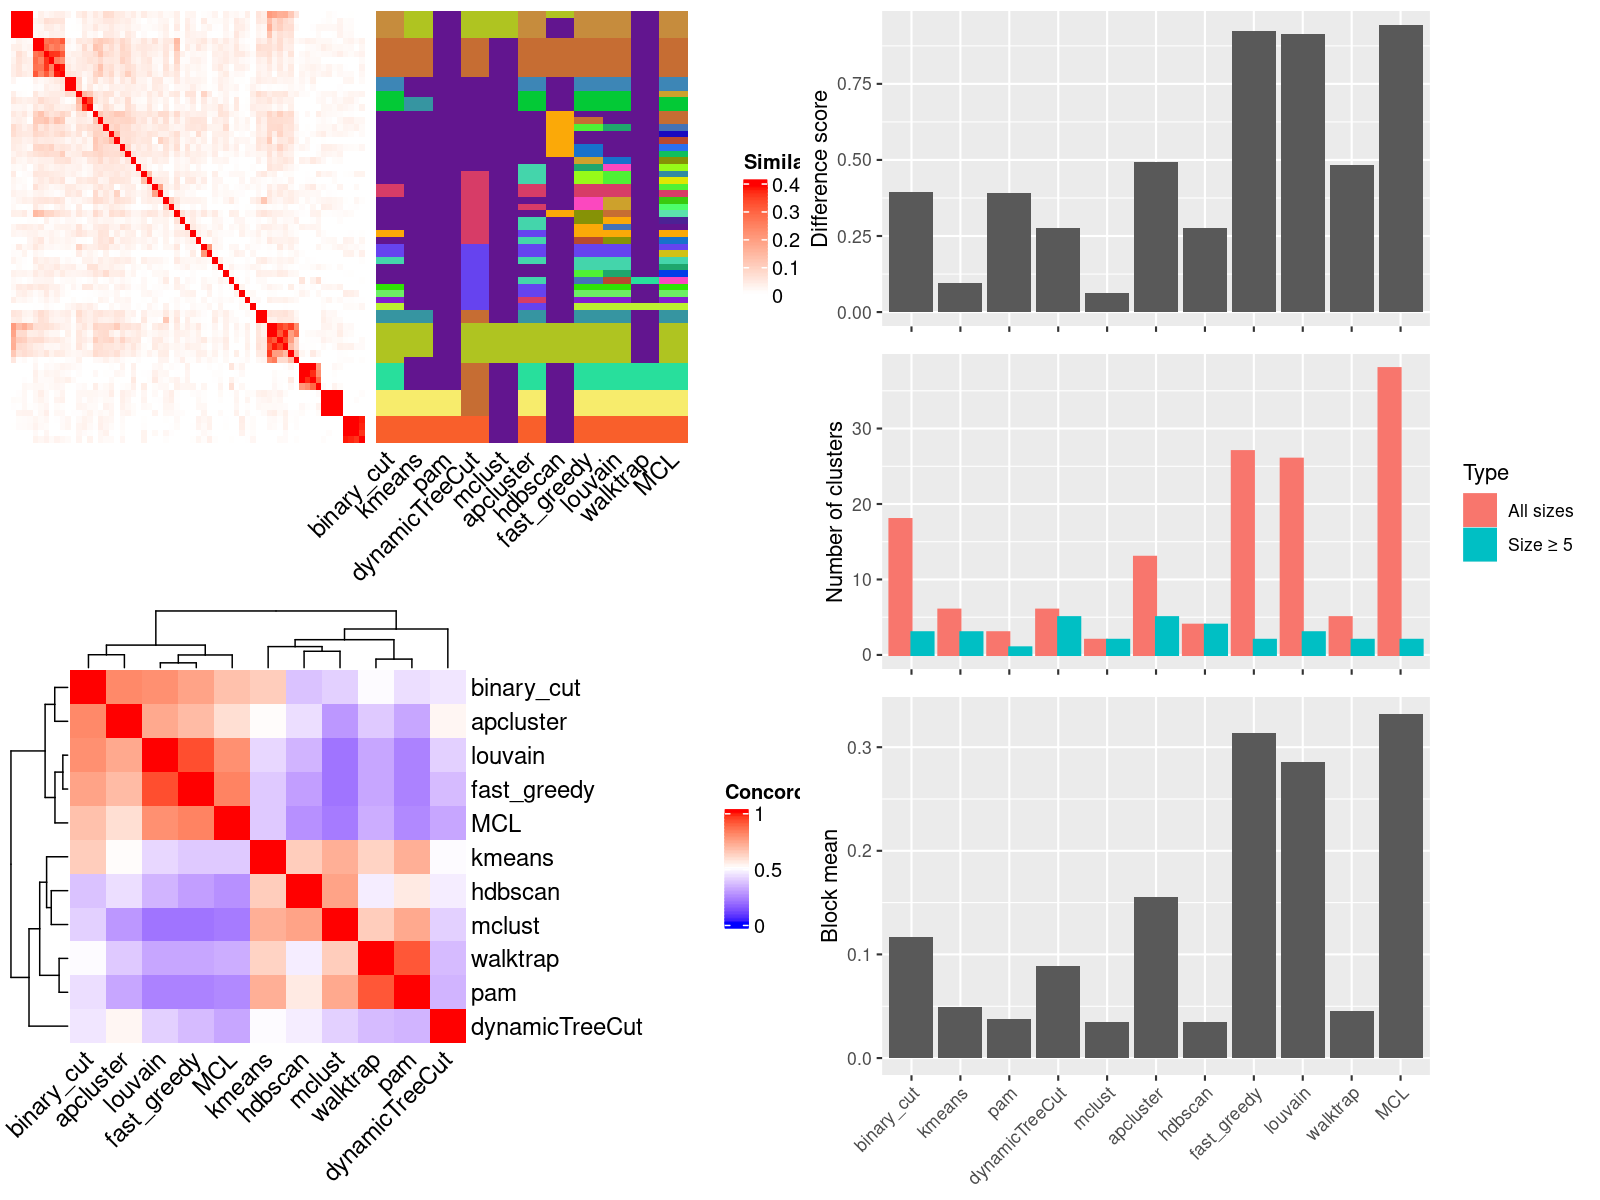 Simila
0.4
0.3
0.2
0.1
0
binary_cut
kmeans
pam
dynamicTreeCut
mclust
apcluster
hdbscan
fast_greedy
louvain
walktrap
MCL
binary_cut
apcluster
louvain
fast_greedy
MCL
kmeans
hdbscan
mclust
walktrap
pam
dynamicTreeCut
binary_cut
apcluster
louvain
fast_greedy
MCL
kmeans
hdbscan
mclust
walktrap
pam
dynamicTreeCut
Concord
1
0.5
0
Difference score
0.75
0.50
0.25
0.00
Number of clusters
30
20
10
0
Type
All sizes
Size ≥ 5
Block mean
0.3
0.2
0.1
0.0
binary_cut
kmeans
pam
dynamicTreeCut
mclust
apcluster
hdbscan
fast_greedy
louvain
walktrap
MCL